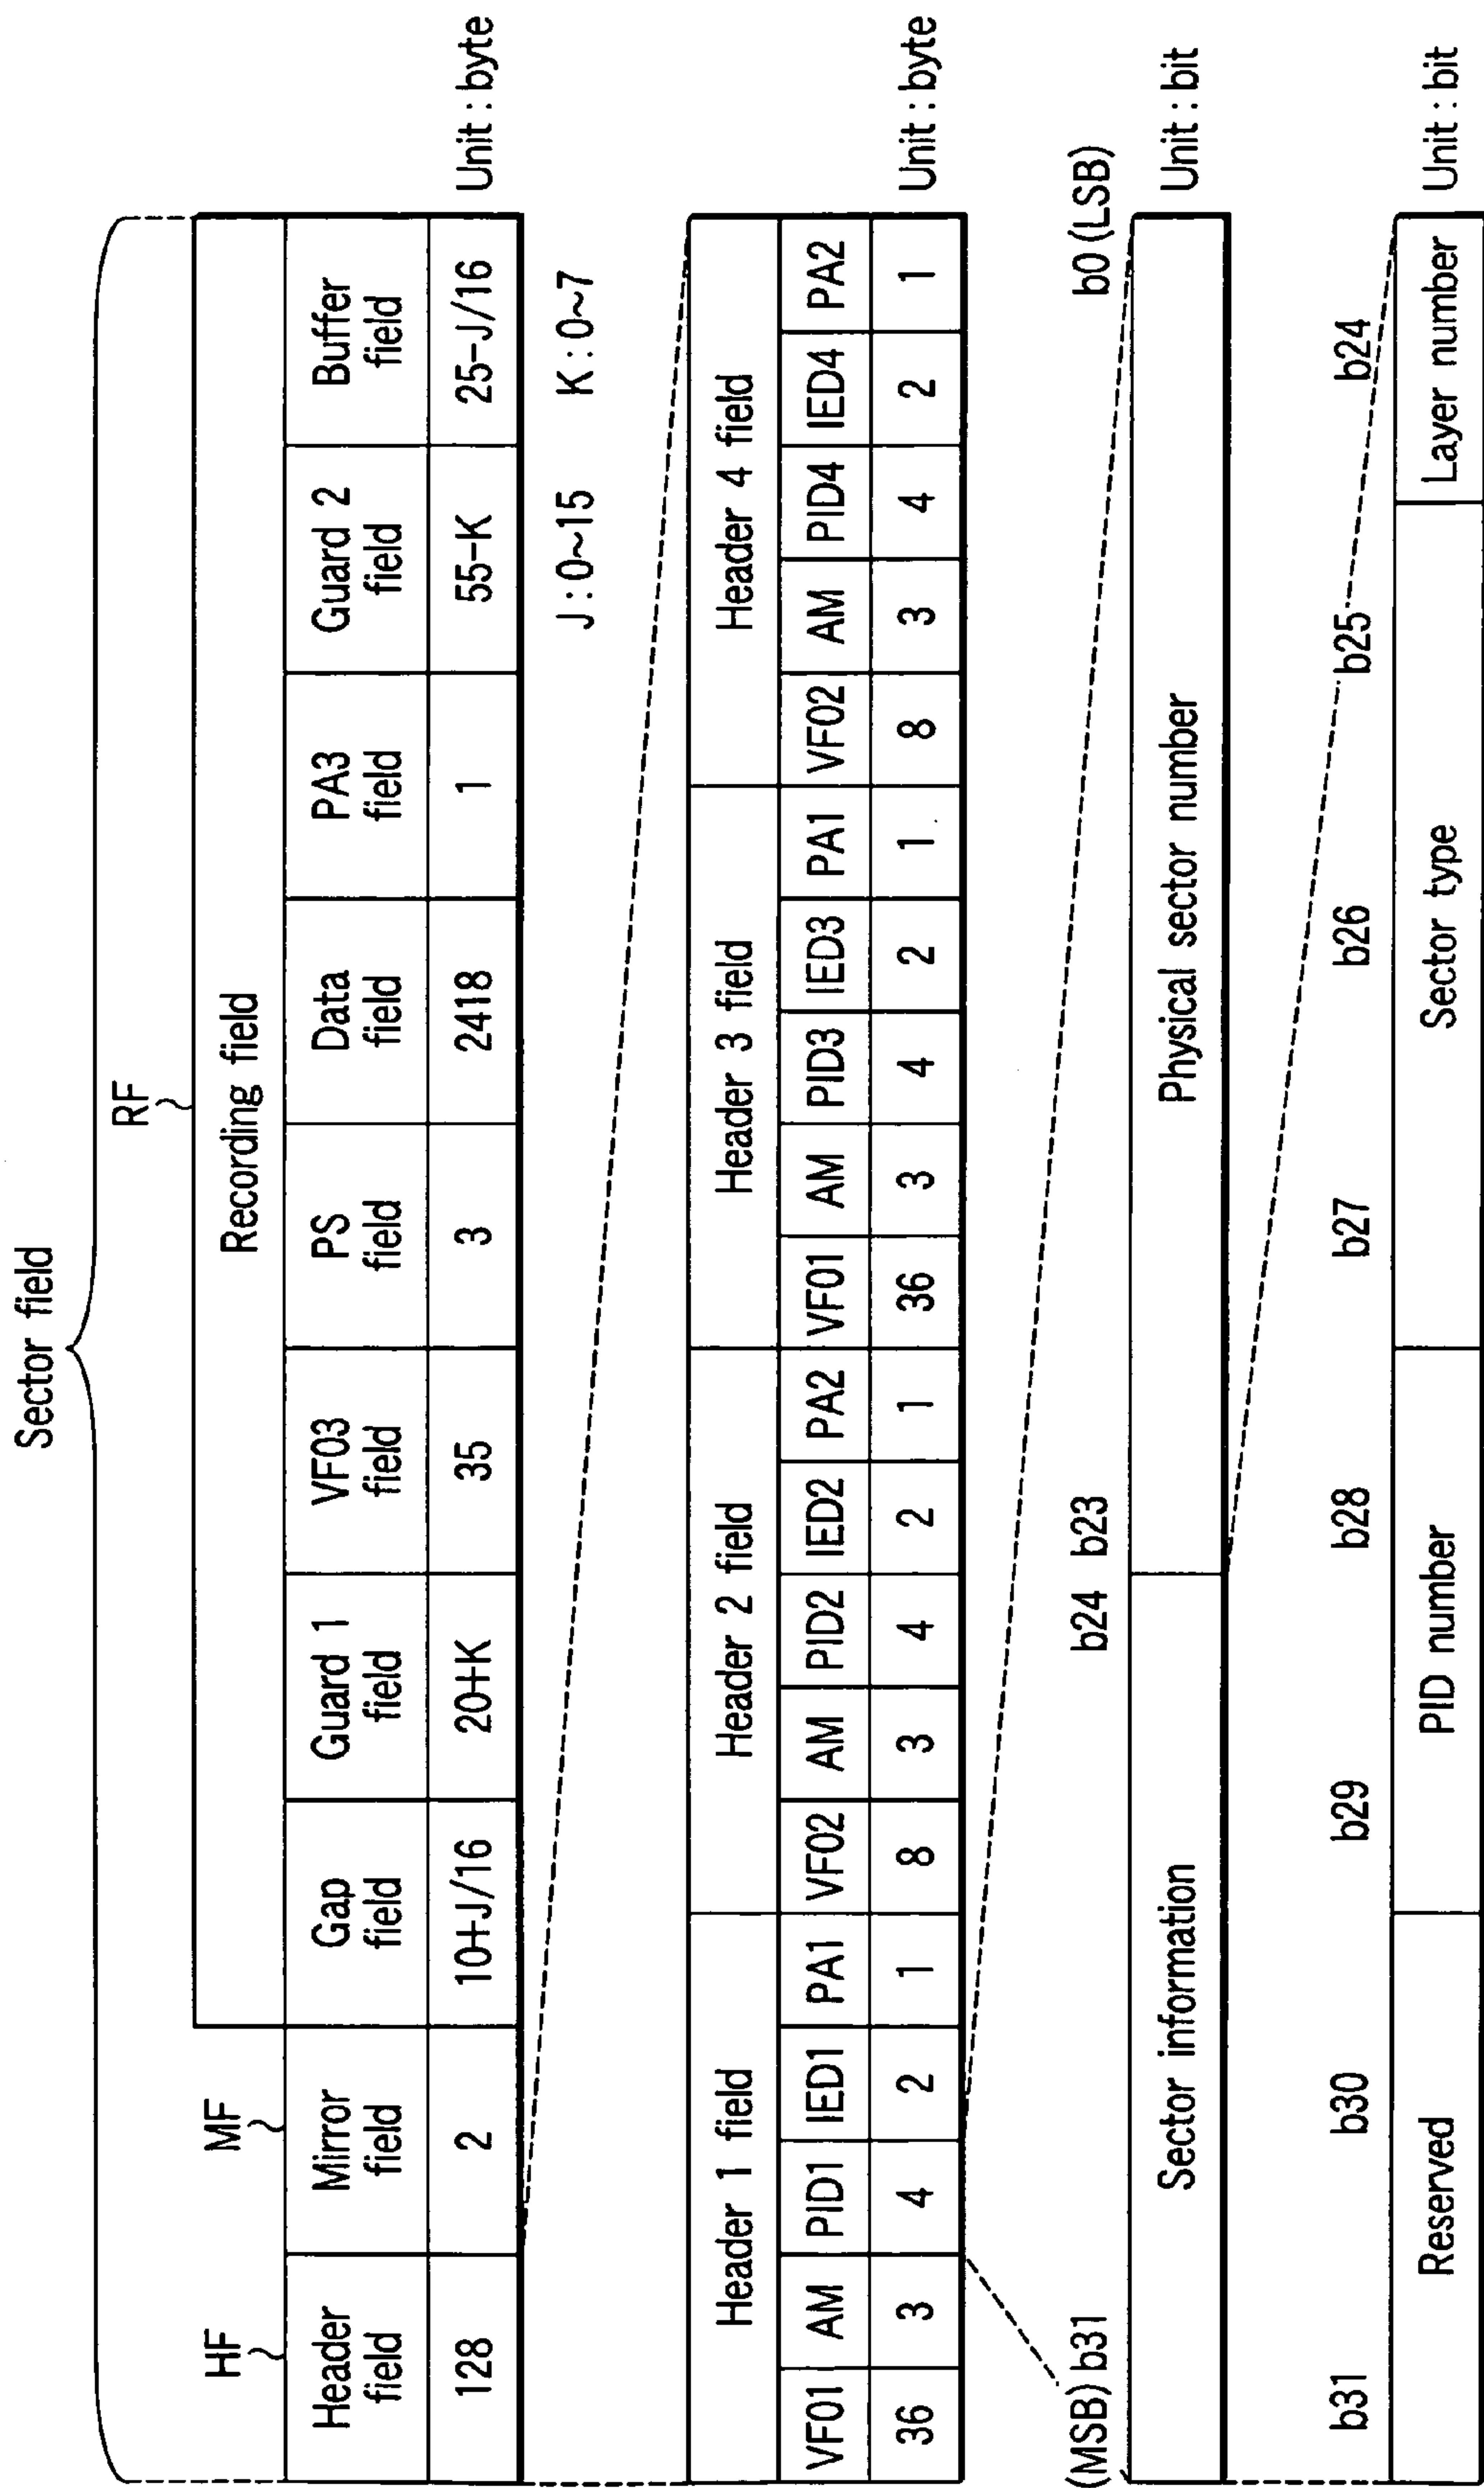 Sector field
HF MF RF
Recording field
Header field
Mirror field
Gap field
Guard 1 field
VF03 field
PS field
Data field
PA3 field
Guard 2 field
Buffer field
128 2 10+J/16 20+K 35 3 2418 1 55-K 25-J/16 Unit : byte
J : 0~15 K : 0~7
Header 1 field Header 2 field Header 3 field Header 4 field
VF01 AM PID1 IED1 PA1 VF02 AM PID2 IED2 PA2 VF01 AM PID3 IED3 PA1 VF02 AM PID4 IED4 PA2
36 3 4 2 1 8 3 4 2 1 36 3 4 2 1 8 3 4 2 1 Unit : byte
(MSB) b31 b24 b23 b0 (LSB)
Sector information Physical sector number Unit : bit
b31 b30 b29 b28 b27 b26 b25 b24
Reserved PID number Sector type Layer number Unit : bit